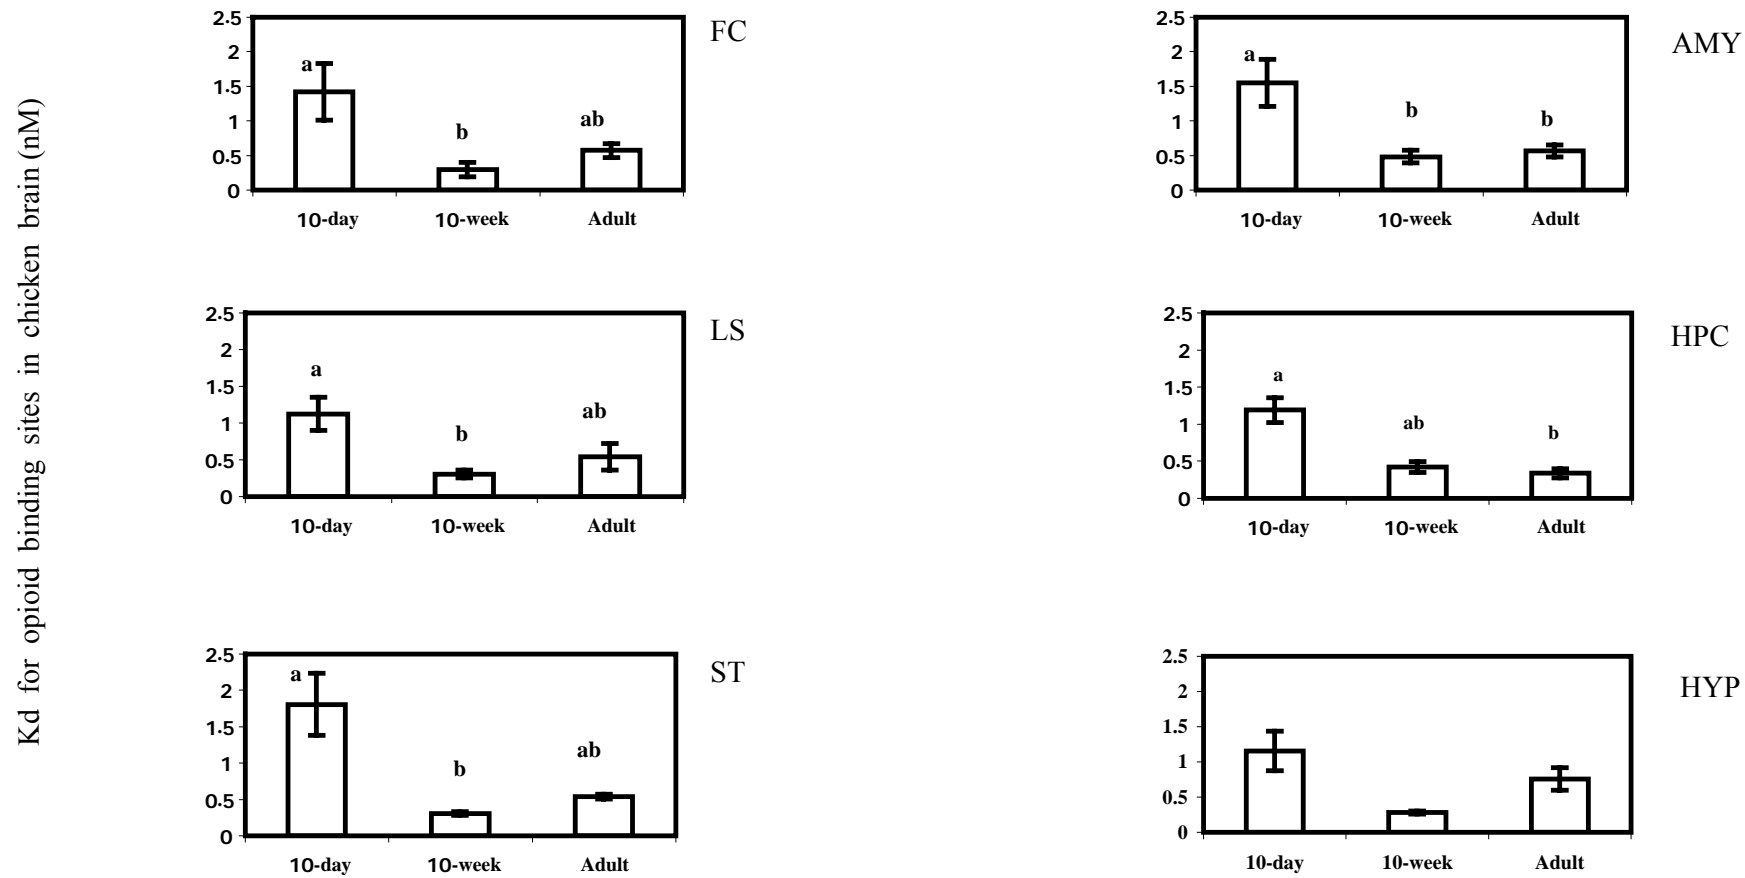 Kd for opioid binding sites in chicken brain (nM)
FC
2.5
2
1.5
1
0.5
0
a
b
ab
10-day 10-week Adult
AMY
2.5
2
1.5
1
0.5
0
a
b
b
10-day 10-week Adult
LS
2.5
2
1.5
1
0.5
0
a
b
ab
10-day 10-week Adult
HPC
2.5
2
1.5
1
0.5
0
a
ab
b
10-day 10-week Adult
ST
2.5
2
1.5
1
0.5
0
a
b
ab
10-day 10-week Adult
HYP
2.5
2
1.5
1
0.5
0
10-day 10-week Adult